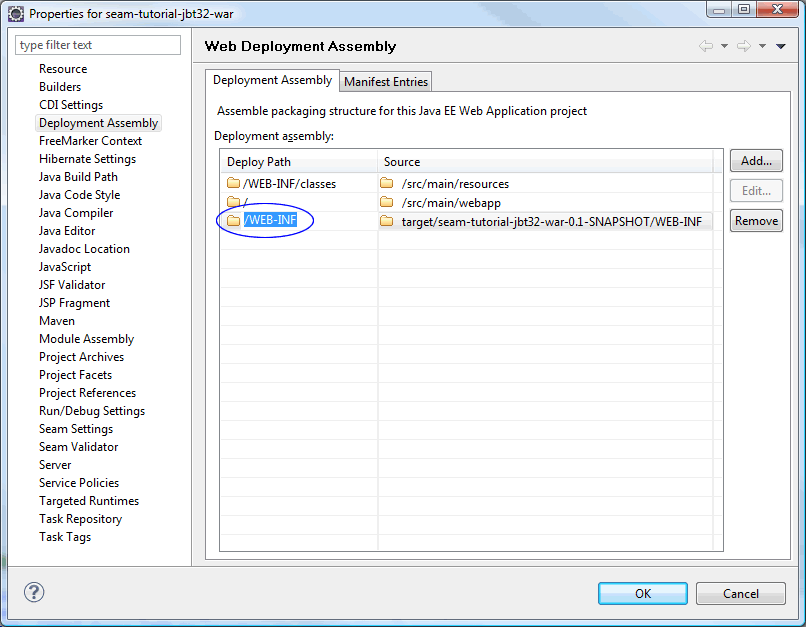 Properties for seam-tutorial-jbt32-war
type filter text
Resource
Builders
CDI Settings
Deployment Assembly
FreeMarker Context
Hibernate Settings
Java Build Path
Java Code Style
Java Compiler
Java Editor
Javadoc Location
JavaScript
JSF Validator
JSP Fragment
Maven
Module Assembly
Project Archives
Project Facets
Project References
Run/Debug Settings
Seam Settings
Seam Validator
Server
Service Policies
Targeted Runtimes
Task Repository
Task Tags
Web Deployment Assembly
Deployment Assembly Manifest Entries
Assemble packaging structure for this Java EE Web Application project
Deployment assembly:
Deploy Path Source
/WEB-INF/classes /src/main/resources
/ /src/main/webapp
/WEB-INF target/seam-tutorial-jbt32-war-0.1-SNAPSHOT/WEB-INF
Add...
Edit...
Remove
? OK Cancel